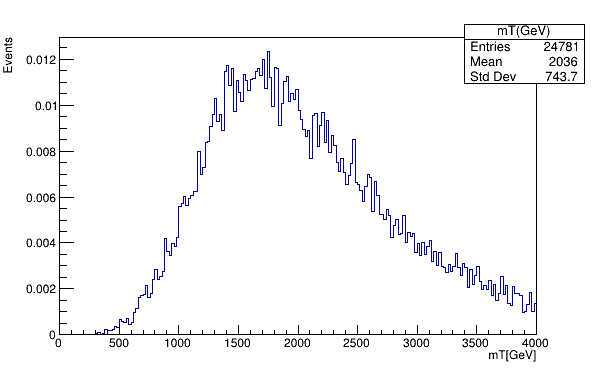 mT(GeV)
Entries 24781
Mean 2036
Std Dev 743.7
Events
0.012
0.01
0.008
0.006
0.004
0.002
0
0 500 1000 1500 2000 2500 3000 3500 4000
mT[GeV]